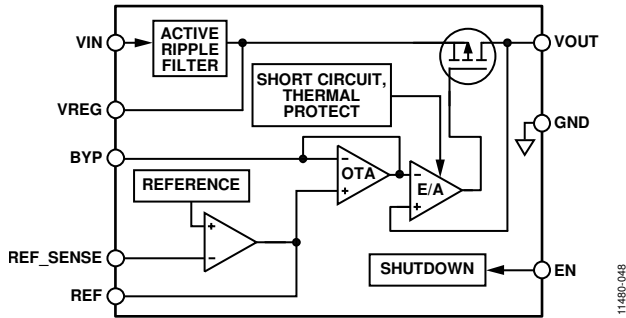 VIN
ACTIVE
RIPPLE
FILTER
VOUT
SHORT CIRCUIT,
THERMAL
PROTECT
VREG
GND
BYP
–
OTA
+
–
E/A
+
REFERENCE
+
–
REF_SENSE
SHUTDOWN
EN
REF
11480-048